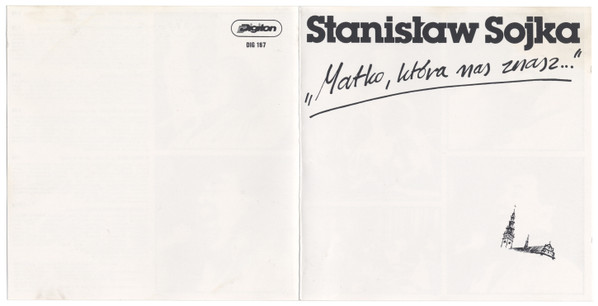 Digiton
DIG 167
Stanisław Sojka
„Matko, która nas znasz..."